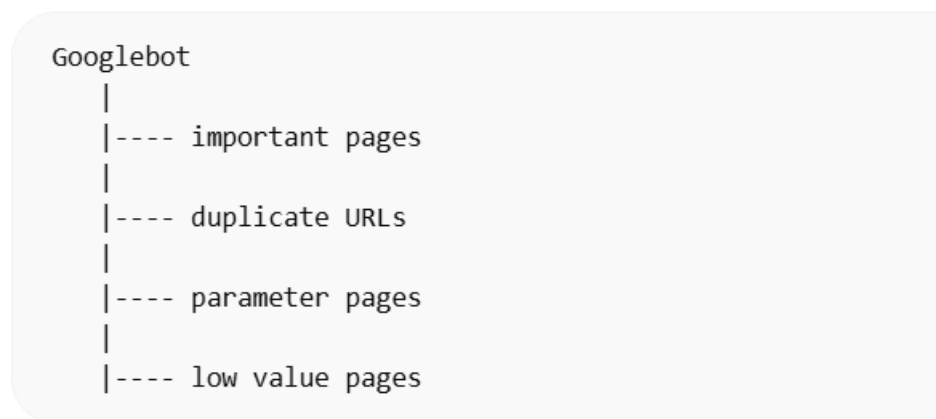 Googlebot
|
|---- important pages
|
|---- duplicate URLs
|
|---- parameter pages
|
|---- low value pages